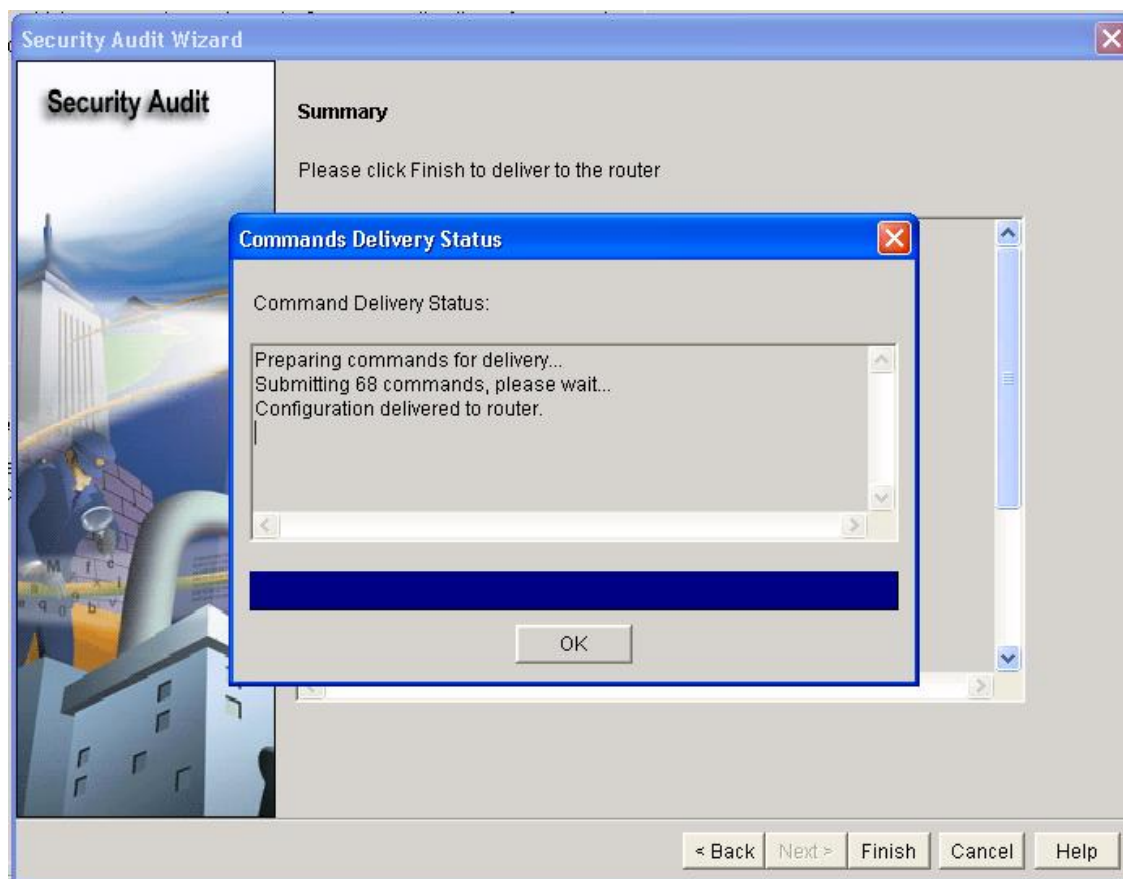 Security Audit Wizard
Security Audit
Summary
Please click Finish to deliver to the router
Commands Delivery Status
Command Delivery Status:
Preparing commands for delivery...
Submitting 68 commands, please wait...
Configuration delivered to router.
OK
< Back Next > Finish Cancel Help